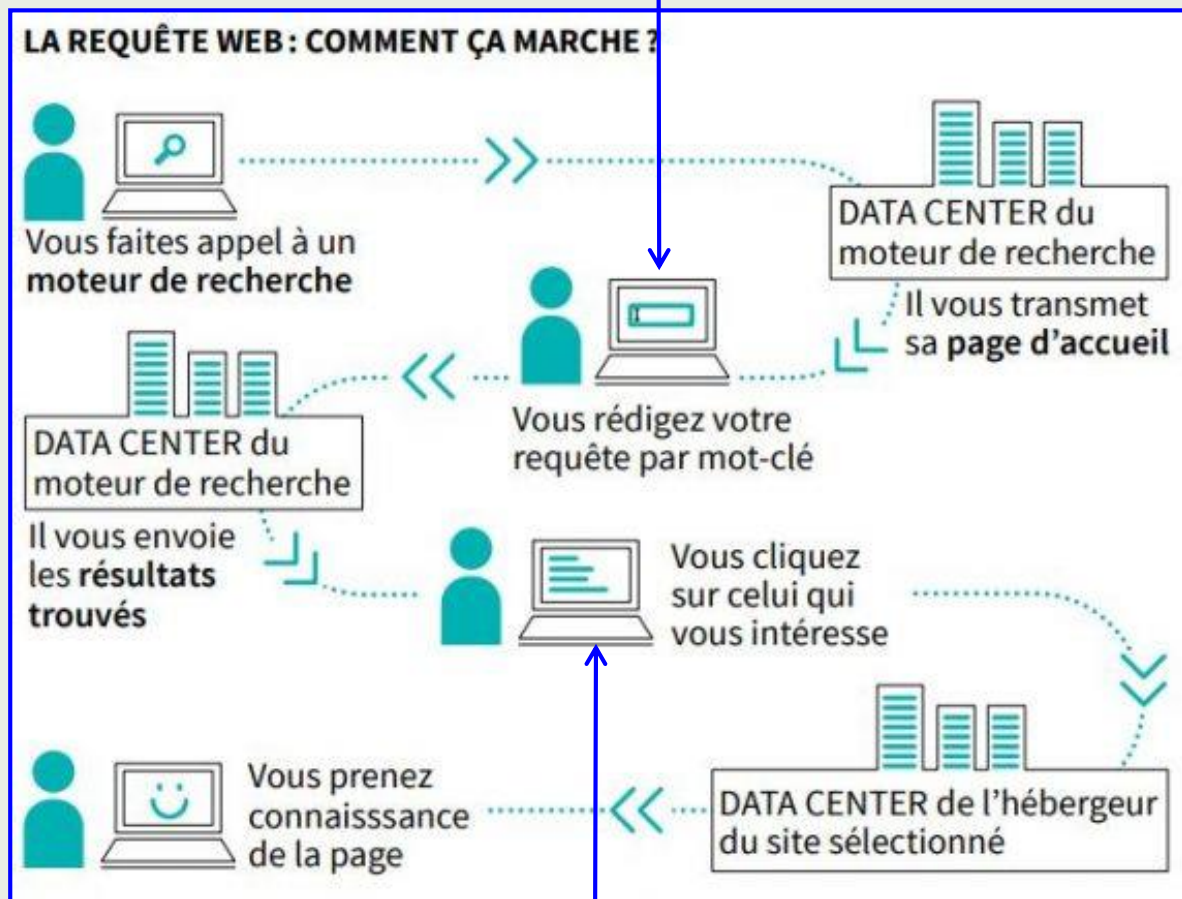 LA REQUÊTE WEB : COMMENT ÇA MARCHE ?
Vous faites appel à un
moteur de recherche
DATA CENTER du
moteur de recherche
Il vous transmet
sa page d'accueil
Vous rédigez votre
requête par mot-clé
DATA CENTER du
moteur de recherche
Il vous envoie
les résultats
trouvés
Vous cliquez
sur celui qui
vous intéresse
DATA CENTER de l'hébergeur
du site sélectionné
Vous prenez
connaisssance
de la page